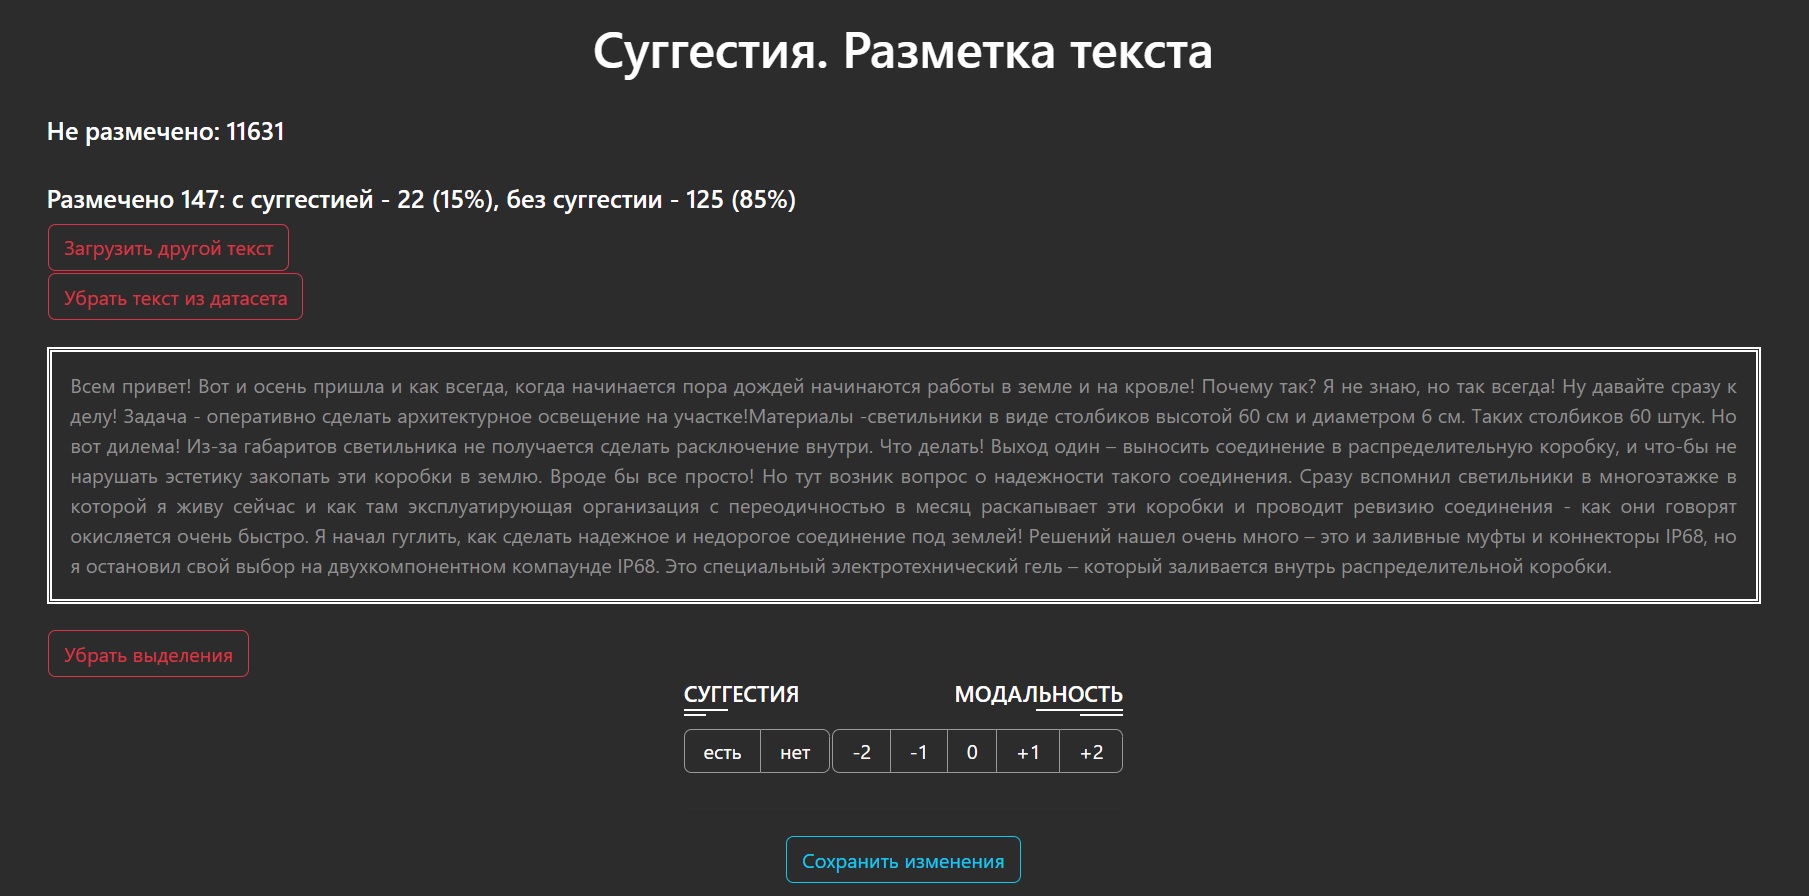 Суггестия. Разметка текста
Не размечено: 11631
Размечено 147: с суггестией - 22 (15%), без суггестии - 125 (85%)
Загрузить другой текст
Убрать текст из датасета
Всем привет! Вот и осень пришла и как всегда, когда начинается пора дождей начинаются работы в земле и на кровле! Почему так? Я не знаю, но так всегда! Ну давайте сразу к
делу! Задача - оперативно сделать архитектурное освещение на участке!Материалы -светильники в виде столбиков высотой 60 см и диаметром 6 см. Таких столбиков 60 штук. Но
вот дилема! Из-за габаритов светильника не получается сделать расключение внутри. Что делать! Выход один – выносить соединение в распределительную коробку, и что-бы не
нарушать эстетику закопать эти коробки в землю. Вроде бы все просто! Но тут возник вопрос о надежности такого соединения. Сразу вспомнил светильники в многоэтажке в
которой я живу сейчас и как там эксплуатирующая организация с переодичностью в месяц раскапывает эти коробки и проводит ревизию соединения - как они говорят
окисляется очень быстро. Я начал гуглить, как сделать надежное и недорогое соединение под землей! Решений нашел очень много – это и заливные муфты и коннекторы IP68, но
я остановил свой выбор на двухкомпонентном компаунде IP68. Это специальный электротехнический гель – который заливается внутрь распределительной коробки.
Убрать выделения
СУГГЕСТИЯ МОДАЛЬНОСТЬ
есть нет -2 -1 0 +1 +2
Сохранить изменения